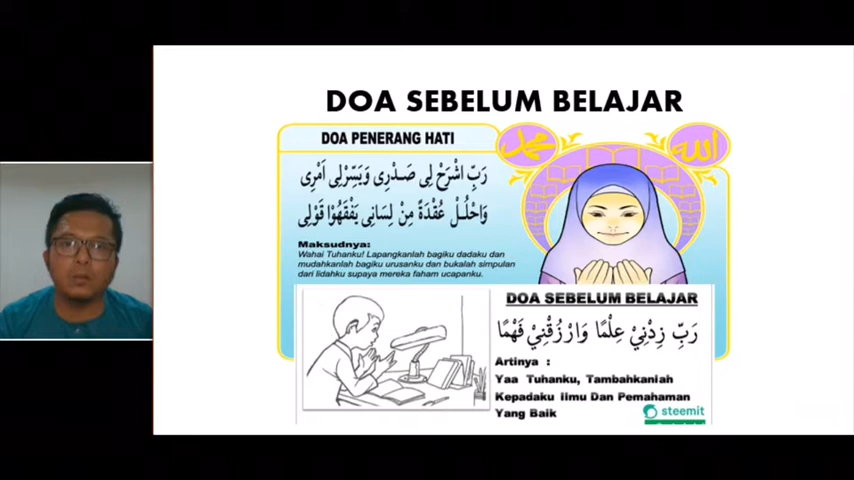 DOA SEBELUM BELAJAR
DOA PENERANG HATI
محمد
الله
رَبِّ اشْرَحْ لِى صَـدْرِى وَيَسِّرْلِى اَمْرِى
وَاحْلُـلْ عُقْدَةً مِنْ لِسَانِى يَفْقَهُوْا قَوْلِى
Maksudnya:
Wahai Tuhanku! Lapangkanlah bagiku dadaku dan
mudahkanlah bagiku urusanku dan bukalah simpulan
dari lidahku supaya mereka faham ucapanku.
DOA SEBELUM BELAJAR
رَبِّ زِدْنِيْ عِلْمًا وَارْزُقْنِيْ فَهْمًا
Artinya :
Yaa Tuhanku, Tambahkanlah
Kepadaku Ilmu Dan Pemahaman
Yang Baik
steemit